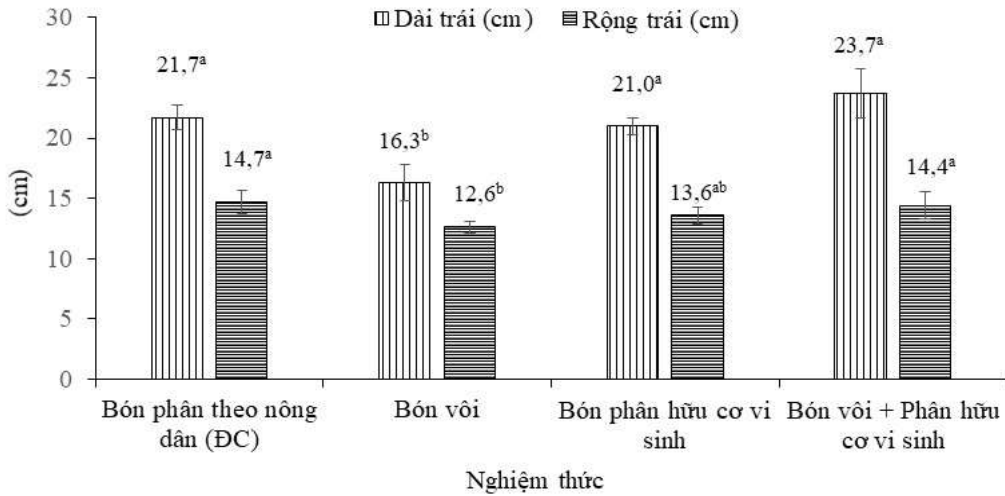 Dài trái (cm) Rộng trái (cm)
30
25
20
15
10
5
0
(cm)
21,7ᵃ
14,7ᵃ
16,3ᵇ
12,6ᵇ
21,0ᵃ
13,6ᵃᵇ
23,7ᵃ
14,4ᵃ
Bón phân theo nông
dân (ĐC)
Bón vôi
Bón phân hữu cơ vi
sinh
Bón vôi + Phân hữu
cơ vi sinh
Nghiệm thức